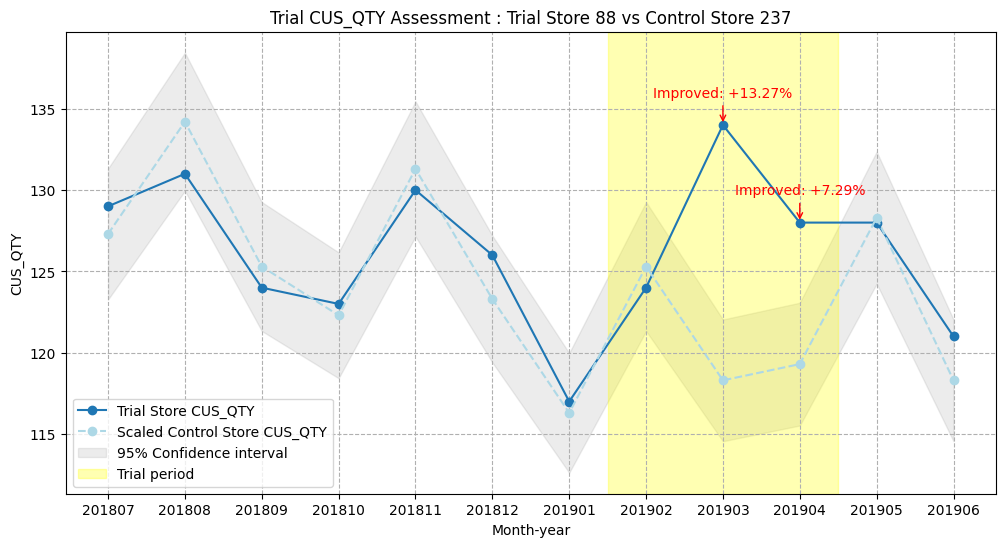 Trial CUS_QTY Assessment : Trial Store 88 vs Control Store 237
CUS_QTY
135
130
125
120
115
Improved: +13.27%
Improved: +7.29%
Trial Store CUS_QTY
Scaled Control Store CUS_QTY
95% Confidence interval
Trial period
201807 201808 201809 201810 201811 201812 201901 201902 201903 201904 201905 201906
Month-year